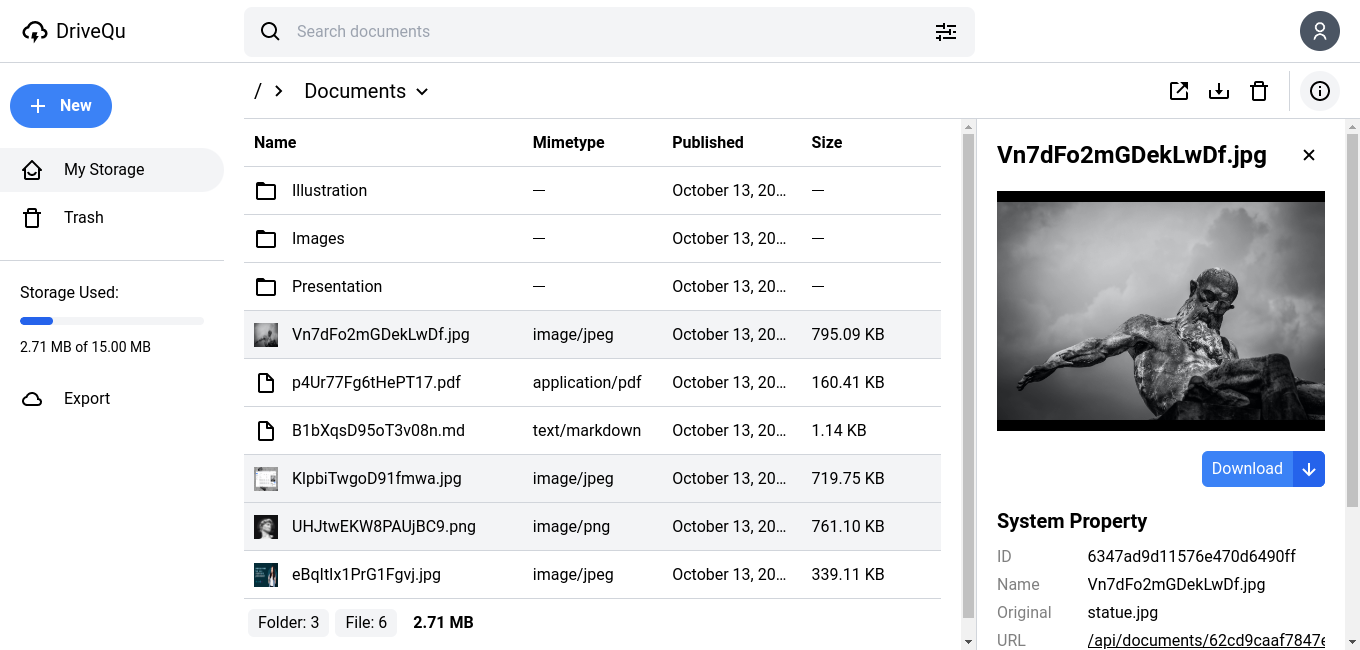 DriveQu
Search documents
New
/ Documents
My Storage
Trash
Storage Used:
2.71 MB of 15.00 MB
Export
Name Mimetype Published Size
Illustration — October 13, 20... —
Images — October 13, 20... —
Presentation — October 13, 20... —
Vn7dFo2mGDekLwDf.jpg image/jpeg October 13, 20... 795.09 KB
p4Ur77Fg6tHePT17.pdf application/pdf October 13, 20... 160.41 KB
B1bXqsD95oT3v08n.md text/markdown October 13, 20... 1.14 KB
KlpbiTwgoD91fmwa.jpg image/jpeg October 13, 20... 719.75 KB
UHJtwEKW8PAUjBC9.png image/png October 13, 20... 761.10 KB
eBqItIx1PrG1Fgvj.jpg image/jpeg October 13, 20... 339.11 KB
Folder: 3 File: 6 2.71 MB
Vn7dFo2mGDekLwDf.jpg
Download
System Property
ID 6347ad9d11576e470d6490ff
Name Vn7dFo2mGDekLwDf.jpg
Original statue.jpg
URL /api/documents/62cd9caaf7847e